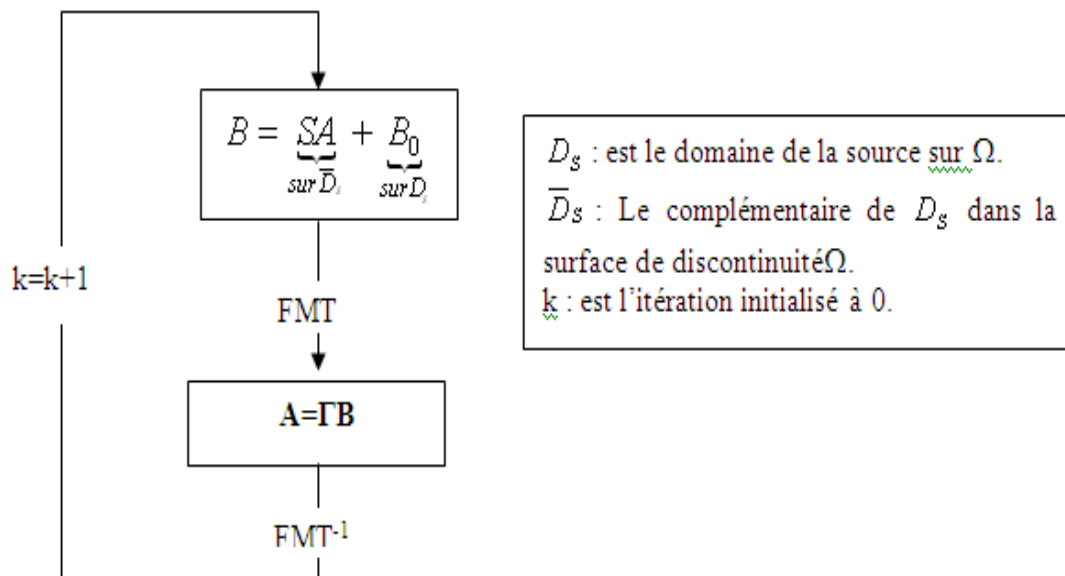 B = SA + B₀
sur D̅ₛ sur Dₛ
k=k+1
FMT
A=ΓB
FMT⁻¹
Dₛ : est le domaine de la source sur Ω.
D̅s : Le complémentaire de Dₛ dans la
surface de discontinuitéΩ.
k : est l’itération initialisé à 0.